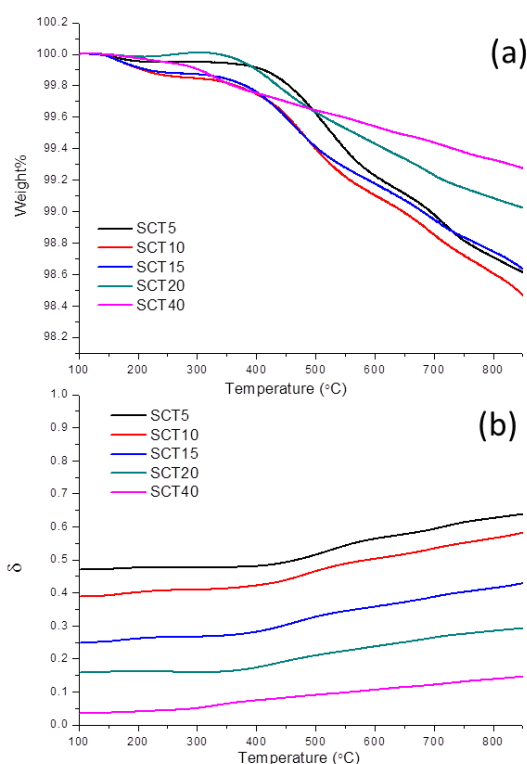 100.2
100.0
99.8
99.6
99.4
99.2
99.0
98.8
98.6
98.4
98.2
Weight%
(a)
SCT5
SCT10
SCT15
SCT20
SCT40
100 200 300 400 500 600 700 800
Temperature (°C)
1.0
0.9
0.8
0.7
0.6
0.5
0.4
0.3
0.2
0.1
0.0
δ
(b)
SCT5
SCT10
SCT15
SCT20
SCT40
100 200 300 400 500 600 700 800
Temperature (°C)